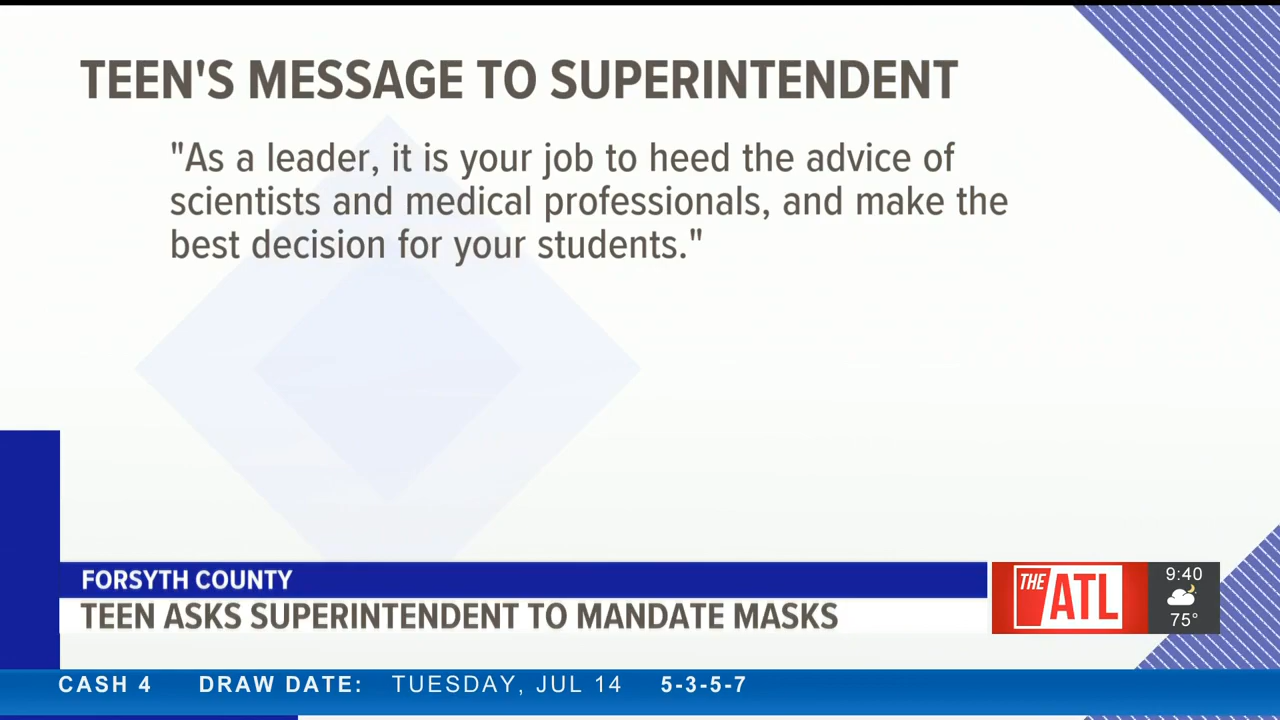 TEEN'S MESSAGE TO SUPERINTENDENT
"As a leader, it is your job to heed the advice of
scientists and medical professionals, and make the
best decision for your students."
FORSYTH COUNTY
TEEN ASKS SUPERINTENDENT TO MANDATE MASKS
THE ATL
9:40
75°
CASH 4 DRAW DATE: TUESDAY, JUL 14 5-3-5-7